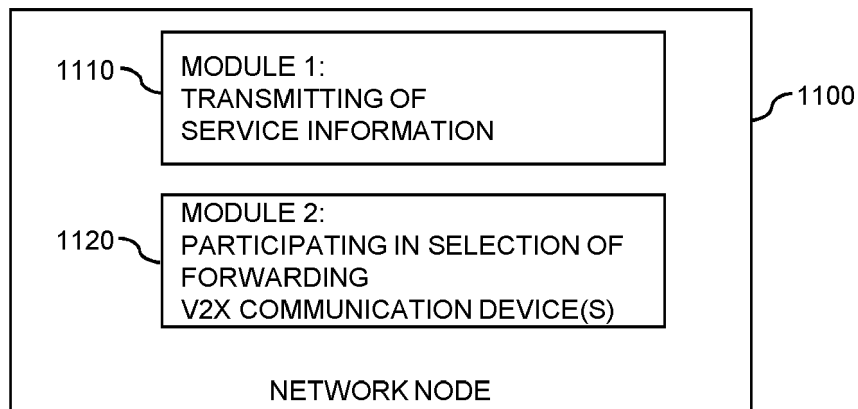 1110
MODULE 1:
TRANSMITTING OF
SERVICE INFORMATION
1100
1120
MODULE 2:
PARTICIPATING IN SELECTION OF
FORWARDING
V2X COMMUNICATION DEVICE(S)
NETWORK NODE